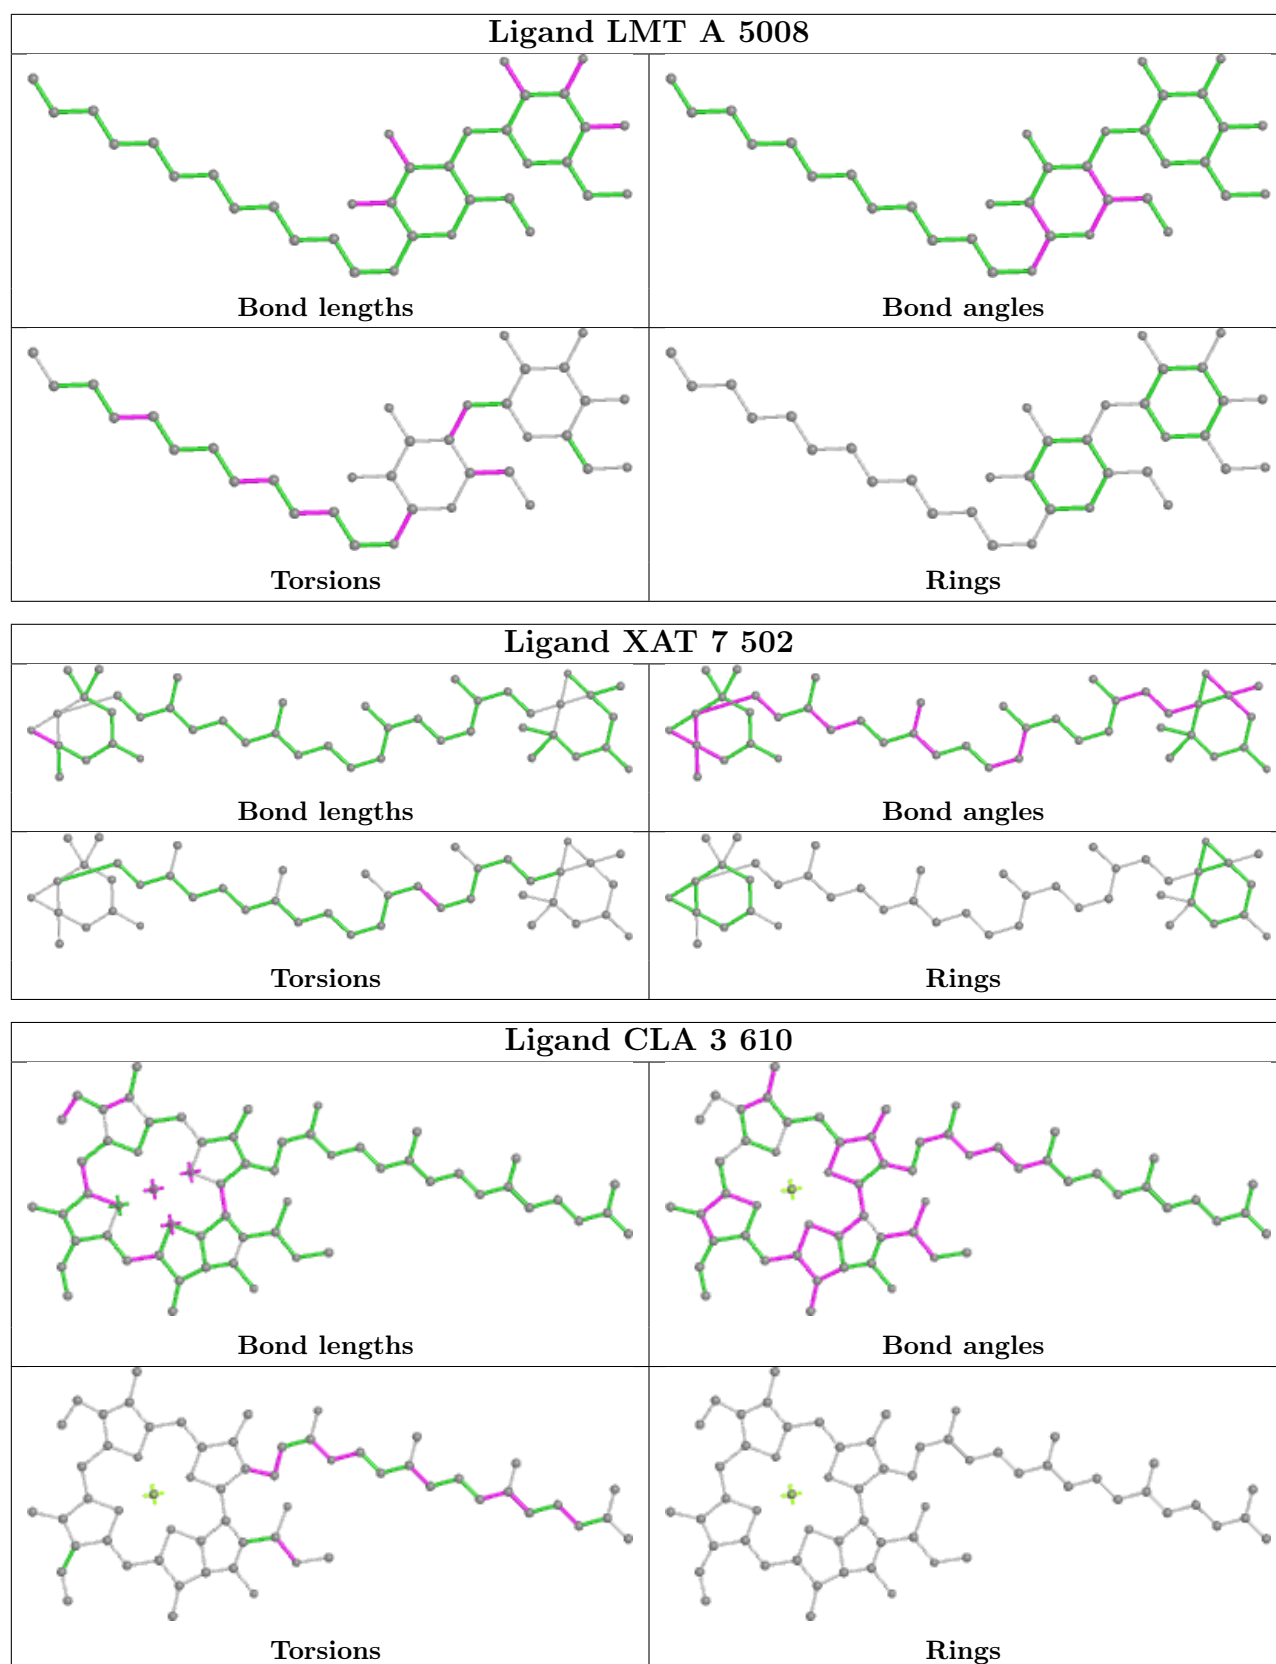 Ligand LMT A 5008
Bond lengths
Bond angles
Torsions
Rings
Ligand XAT 7 502
Bond lengths
Bond angles
Torsions
Rings
Ligand CLA 3 610
Bond lengths
Bond angles
Torsions
Rings